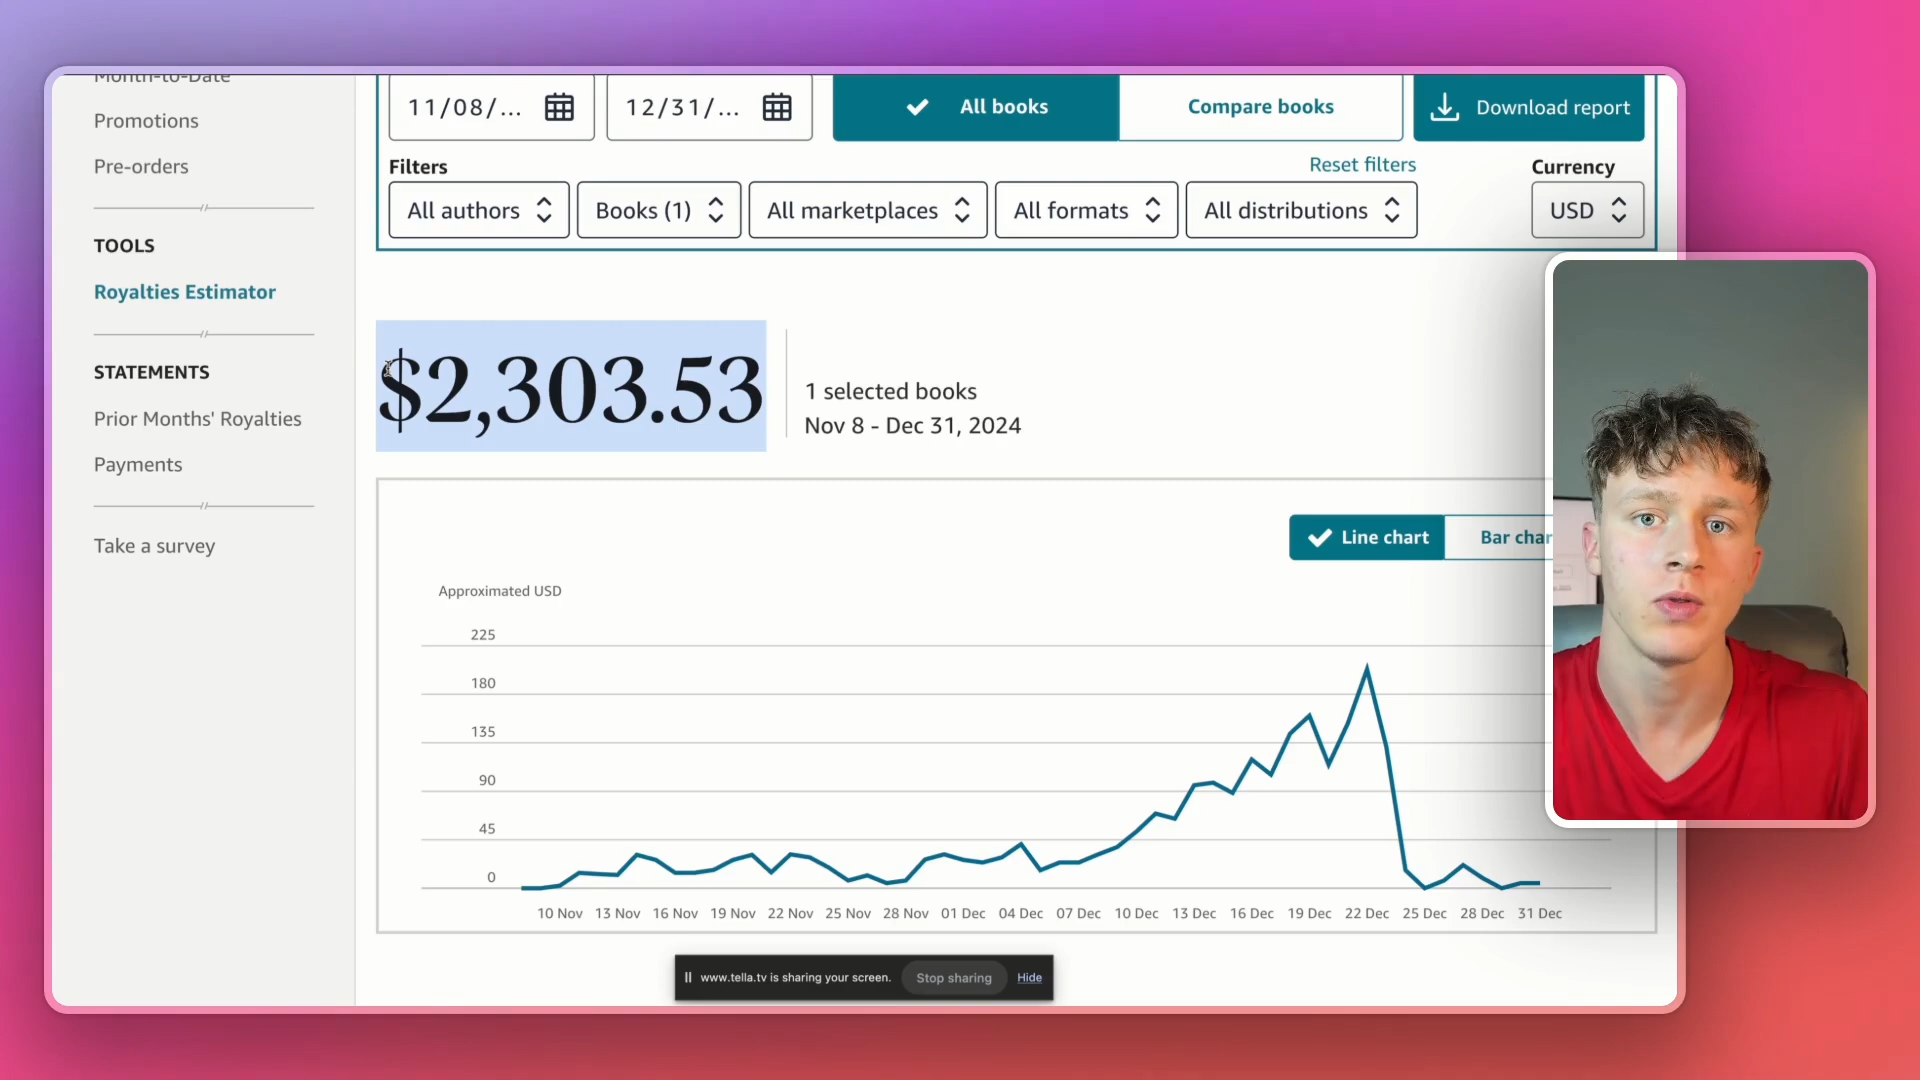 Month-to-Date
Promotions
Pre-orders
TOOLS
Royalties Estimator
STATEMENTS
Prior Months' Royalties
Payments
Take a survey
11/08/...
12/31/...
All books
Compare books
Download report
Filters
Reset filters
Currency
All authors
Books (1)
All marketplaces
All formats
All distributions
USD
$2,303.53
1 selected books
Nov 8 - Dec 31, 2024
Line chart
Bar char
Approximated USD
225
180
135
90
45
0
10 Nov 13 Nov 16 Nov 19 Nov 22 Nov 25 Nov 28 Nov 01 Dec 04 Dec 07 Dec 10 Dec 13 Dec 16 Dec 19 Dec 22 Dec 25 Dec 28 Dec 31 Dec
www.tella.tv is sharing your screen.
Stop sharing
Hide